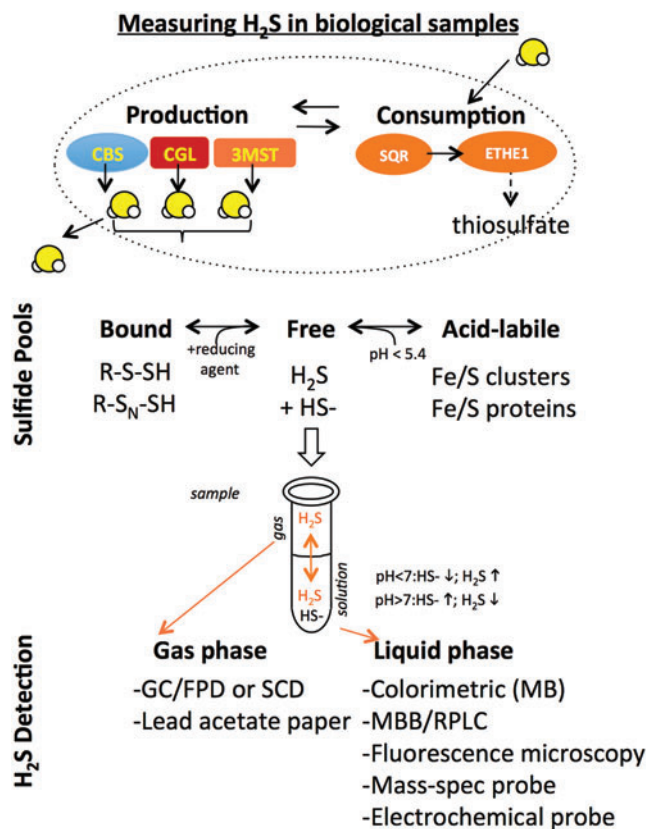 Measuring H₂S in biological samples
Production
Consumption
CBS
CGL
3MST
SQR
ETHE1
thiosulfate
Sulfide Pools
Bound
Free
Acid-labile
+reducing
agent
pH < 5.4
R-S-SH
R-S_N-SH
H₂S
+ HS-
Fe/S clusters
Fe/S proteins
sample
gas
H₂S
solution
H₂S
HS-
pH<7:HS- ↓; H₂S ↑
pH>7:HS- ↑; H₂S ↓
H₂S Detection
Gas phase
-GC/FPD or SCD
-Lead acetate paper
Liquid phase
-Colorimetric (MB)
-MBB/RPLC
-Fluorescence microscopy
-Mass-spec probe
-Electrochemical probe